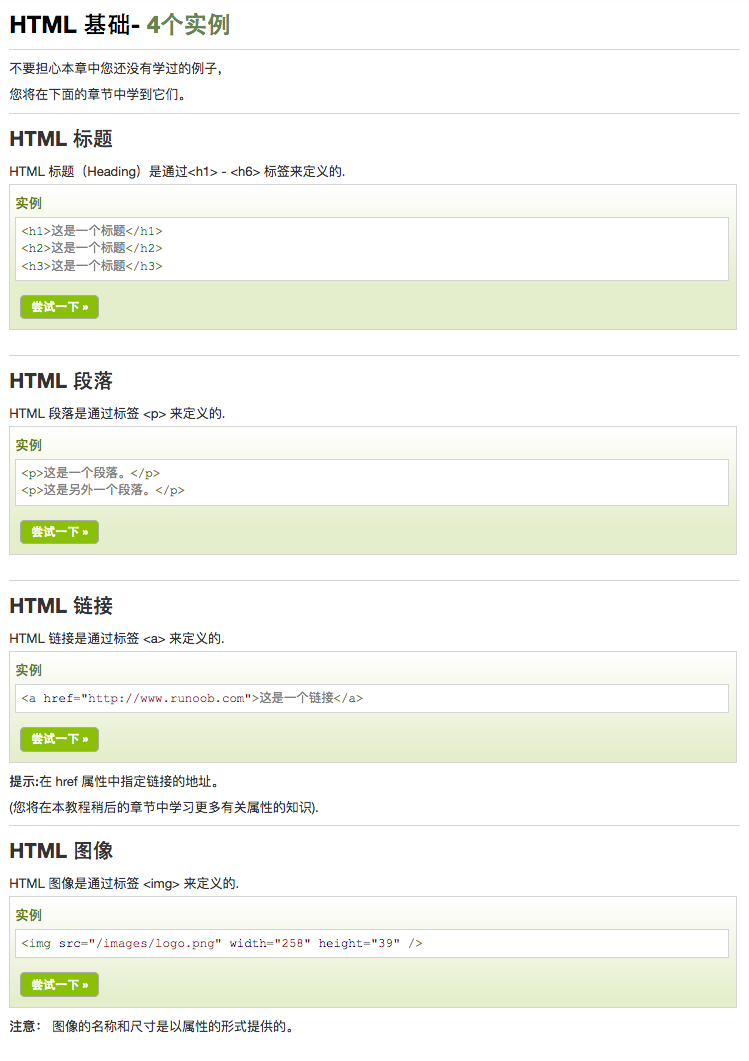 HTML 基础- 4个实例
不要担心本章中您还没有学过的例子，
您将在下面的章节中学到它们。
HTML 标题
HTML 标题（Heading）是通过<h1> - <h6> 标签来定义的.
实例
<h1>这是一个标题</h1>
<h2>这是一个标题</h2>
<h3>这是一个标题</h3>
尝试一下 »
HTML 段落
HTML 段落是通过标签 <p> 来定义的.
实例
<p>这是一个段落。</p>
<p>这是另外一个段落。</p>
尝试一下 »
HTML 链接
HTML 链接是通过标签 <a> 来定义的.
实例
<a href="http://www.runoob.com">这是一个链接</a>
尝试一下 »
提示:在 href 属性中指定链接的地址。
(您将在本教程稍后的章节中学习更多有关属性的知识).
HTML 图像
HTML 图像是通过标签 <img> 来定义的.
实例
<img src="/images/logo.png" width="258" height="39" />
尝试一下 »
注意： 图像的名称和尺寸是以属性的形式提供的。